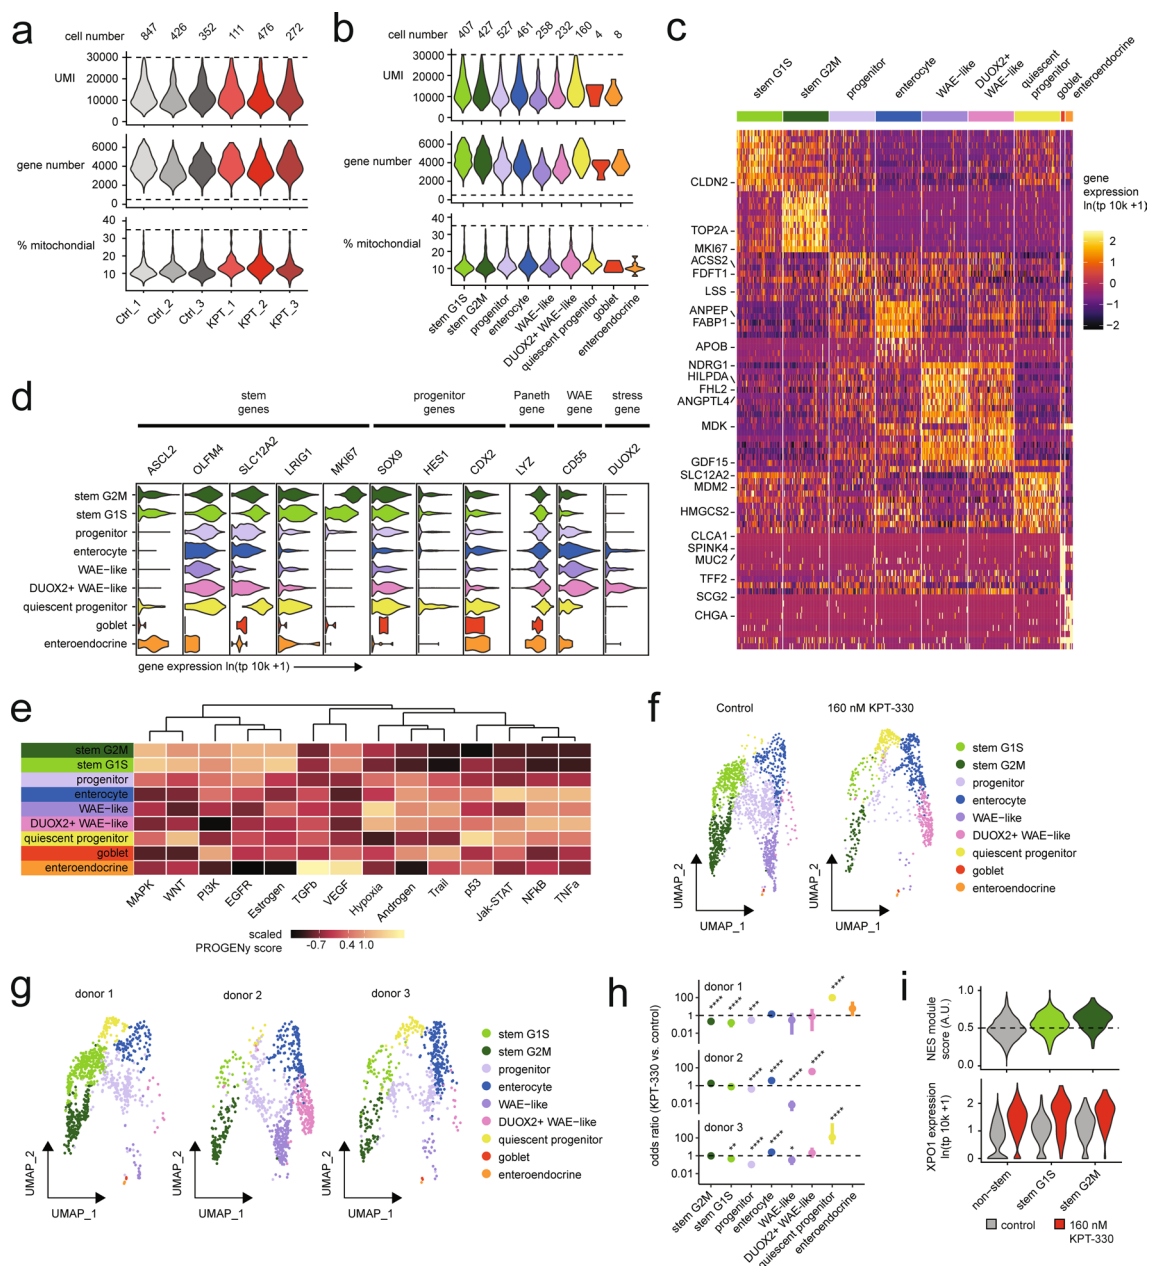 a
cell number
847 426 352 111 476 272
UMI
30000
20000
10000
gene number
6000
4000
2000
0
% mitochondial
40
30
20
10
Ctrl_1 Ctrl_2 Ctrl_3 KPT_1 KPT_2 KPT_3
b
cell number
407 427 527 461 258 232 160 4 8
UMI
30000
20000
10000
0
gene number
6000
4000
2000
0
% mitochondial
40
30
20
10
stem G1S
stem G2M
progenitor
enterocyte
WAE-like
DUOX2+ WAE-like
quiescent progenitor
goblet
enteroendocrine
c
stem G1S
stem G2M
progenitor
enterocyte
WAE-like
DUOX2+
WAE-like
quiescent
progenitor
goblet
enteroendocrine
CLDN2
TOP2A
MKI67
ACSS2
FDFT1
LSS
ANPEP
FABP1
APOB
NDRG1
HILPDA
FHL2
ANGPTL4
MDK
GDF15
SLC12A2
MDM2
HMGCS2
CLCA1
SPINK4
MUC2
TFF2
SCG2
CHGA
gene
expression
ln(tp 10k +1)
2
1
0
−1
−2
d
stem
genes
progenitor
genes
Paneth
gene
WAE
gene
stress
gene
ASCL2 OLFM4 SLC12A2 LRIG1 MKI67 SOX9 HES1 CDX2 LYZ CD55 DUOX2
stem G2M
stem G1S
progenitor
enterocyte
WAE-like
DUOX2+ WAE-like
quiescent progenitor
goblet
enteroendocrine
gene expression ln(tp 10k +1)
e
stem G2M
stem G1S
progenitor
enterocyte
WAE-like
DUOX2+ WAE-like
quiescent progenitor
goblet
enteroendocrine
MAPK WNT PI3K EGFR Estrogen TGFb VEGF Hypoxia Androgen Trail p53 Jak-STAT NFkB TNFa
scaled
PROGENy score
-0.7 0.4 1.0
f
Control
160 nM KPT-330
UMAP_2
UMAP_1
UMAP_2
UMAP_1
stem G1S
stem G2M
progenitor
enterocyte
WAE-like
DUOX2+ WAE-like
quiescent progenitor
goblet
enteroendocrine
g
donor 1
donor 2
donor 3
UMAP_2
UMAP_1
UMAP_2
UMAP_1
UMAP_2
UMAP_1
stem G1S
stem G2M
progenitor
enterocyte
WAE-like
DUOX2+ WAE-like
quiescent progenitor
goblet
enteroendocrine
h
odds ratio (KPT-330 vs. control)
donor 1
100
1
0.01
**** **** *** ****
donor 2
100
1
0.01
**** **** **** ****
donor 3
100
1
0.01
** **** **** * ** ****
stem G2M
stem G1S
progenitor
enterocyte
WAE-like
DUOX2+ WAE-like
quiescent progenitor
enteroendocrine
i
NES module
score (A.U.)
1.0
0.5
0.0
XPO1 expression
ln(tp 10k +1)
2
1
0
non-stem
stem G1S
stem G2M
control
160 nM
KPT-330